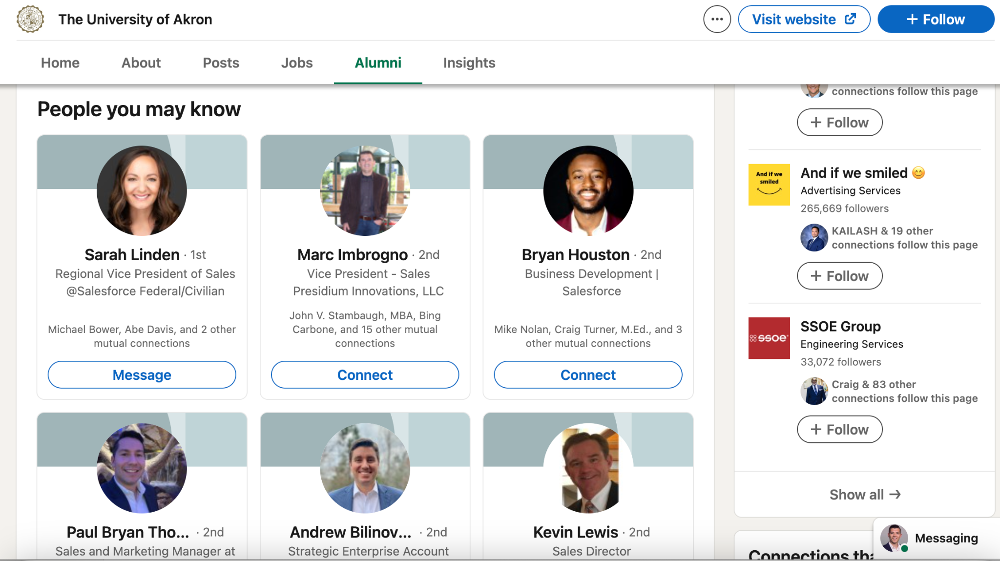 The University of Akron
Visit website
+ Follow
Home
About
Posts
Jobs
Alumni
Insights
People you may know
Sarah Linden · 1st
Regional Vice President of Sales
@Salesforce Federal/Civilian
Michael Bower, Abe Davis, and 2 other
mutual connections
Message
Marc Imbrogno · 2nd
Vice President - Sales
Presidium Innovations, LLC
John V. Stambaugh, MBA, Bing
Carbone, and 15 other mutual
connections
Connect
Bryan Houston · 2nd
Business Development |
Salesforce
Mike Nolan, Craig Turner, M.Ed., and 3
other mutual connections
Connect
Paul Bryan Tho... · 2nd
Sales and Marketing Manager at
Andrew Bilinov... · 2nd
Strategic Enterprise Account
Kevin Lewis · 2nd
Sales Director
connections follow this page
+ Follow
And if we
smiled
And if we smiled 😊
Advertising Services
265,669 followers
KAILASH & 19 other
connections follow this page
+ Follow
ssoe
SSOE Group
Engineering Services
33,072 followers
Craig & 83 other
connections follow this page
+ Follow
Show all →
Connections tha
Messaging